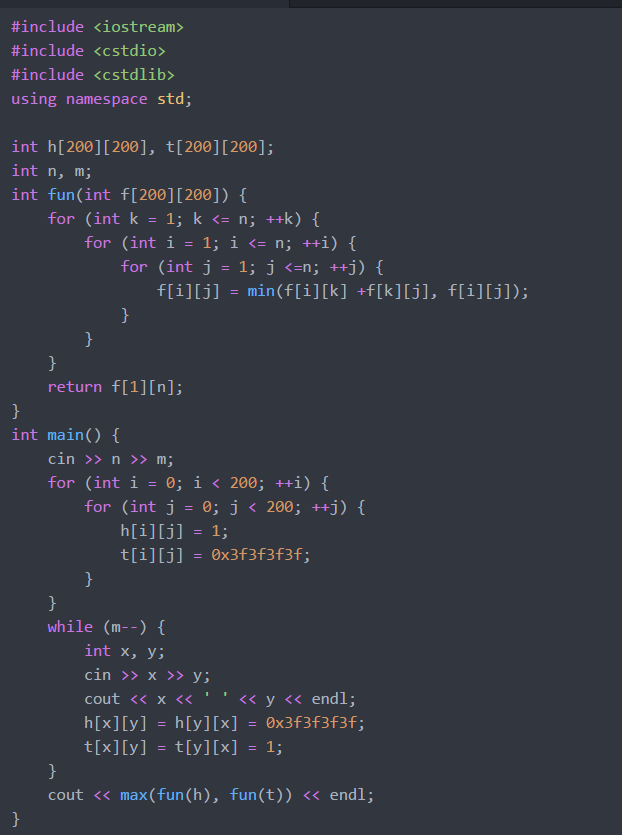 #include <iostream>
#include <cstdio>
#include <cstdlib>
using namespace std;

int h[200][200], t[200][200];
int n, m;
int fun(int f[200][200]) {
    for (int k = 1; k <= n; ++k) {
        for (int i = 1; i <= n; ++i) {
            for (int j = 1; j <=n; ++j) {
                f[i][j] = min(f[i][k] +f[k][j], f[i][j]);
            }
        }
    }
    return f[1][n];
}
int main() {
    cin >> n >> m;
    for (int i = 0; i < 200; ++i) {
        for (int j = 0; j < 200; ++j) {
            h[i][j] = 1;
            t[i][j] = 0x3f3f3f3f;
        }
    }
    while (m--) {
        int x, y;
        cin >> x >> y;
        cout << x << ' ' << y << endl;
        h[x][y] = h[y][x] = 0x3f3f3f3f;
        t[x][y] = t[y][x] = 1;
    }
    cout << max(fun(h), fun(t)) << endl;
}